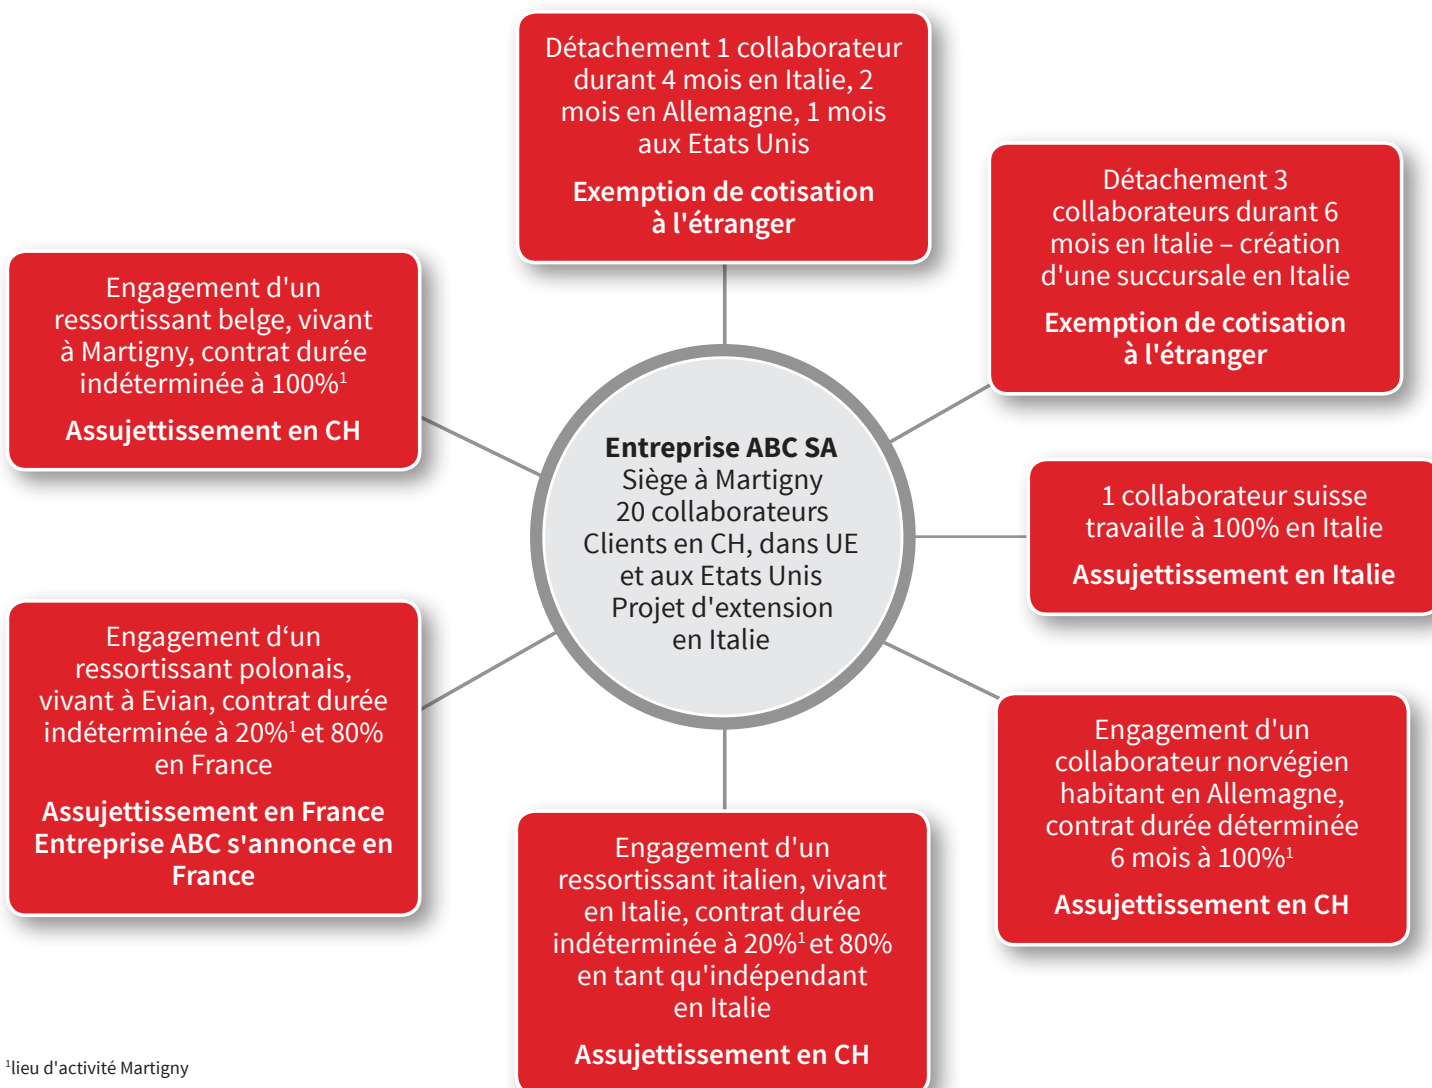 Détachement 1 collaborateur
durant 4 mois en Italie, 2
mois en Allemagne, 1 mois
aux Etats Unis
Exemption de cotisation
à l'étranger
Détachement 3
collaborateurs durant 6
mois en Italie – création
d'une succursale en Italie
Exemption de cotisation
à l'étranger
Engagement d'un
ressortissant belge, vivant
à Martigny, contrat durée
indéterminée à 100%¹
Assujettissement en CH
Entreprise ABC SA
Siège à Martigny
20 collaborateurs
Clients en CH, dans UE
et aux Etats Unis
Projet d'extension
en Italie
1 collaborateur suisse
travaille à 100% en Italie
Assujettissement en Italie
Engagement d‘un
ressortissant polonais,
vivant à Evian, contrat durée
indéterminée à 20%¹ et 80%
en France
Assujettissement en France
Entreprise ABC s'annonce en
France
Engagement d'un
collaborateur norvégien
habitant en Allemagne,
contrat durée déterminée
6 mois à 100%¹
Assujettissement en CH
Engagement d'un
ressortissant italien, vivant
en Italie, contrat durée
indéterminée à 20%¹ et 80%
en tant qu'indépendant
en Italie
Assujettissement en CH
¹lieu d'activité Martigny